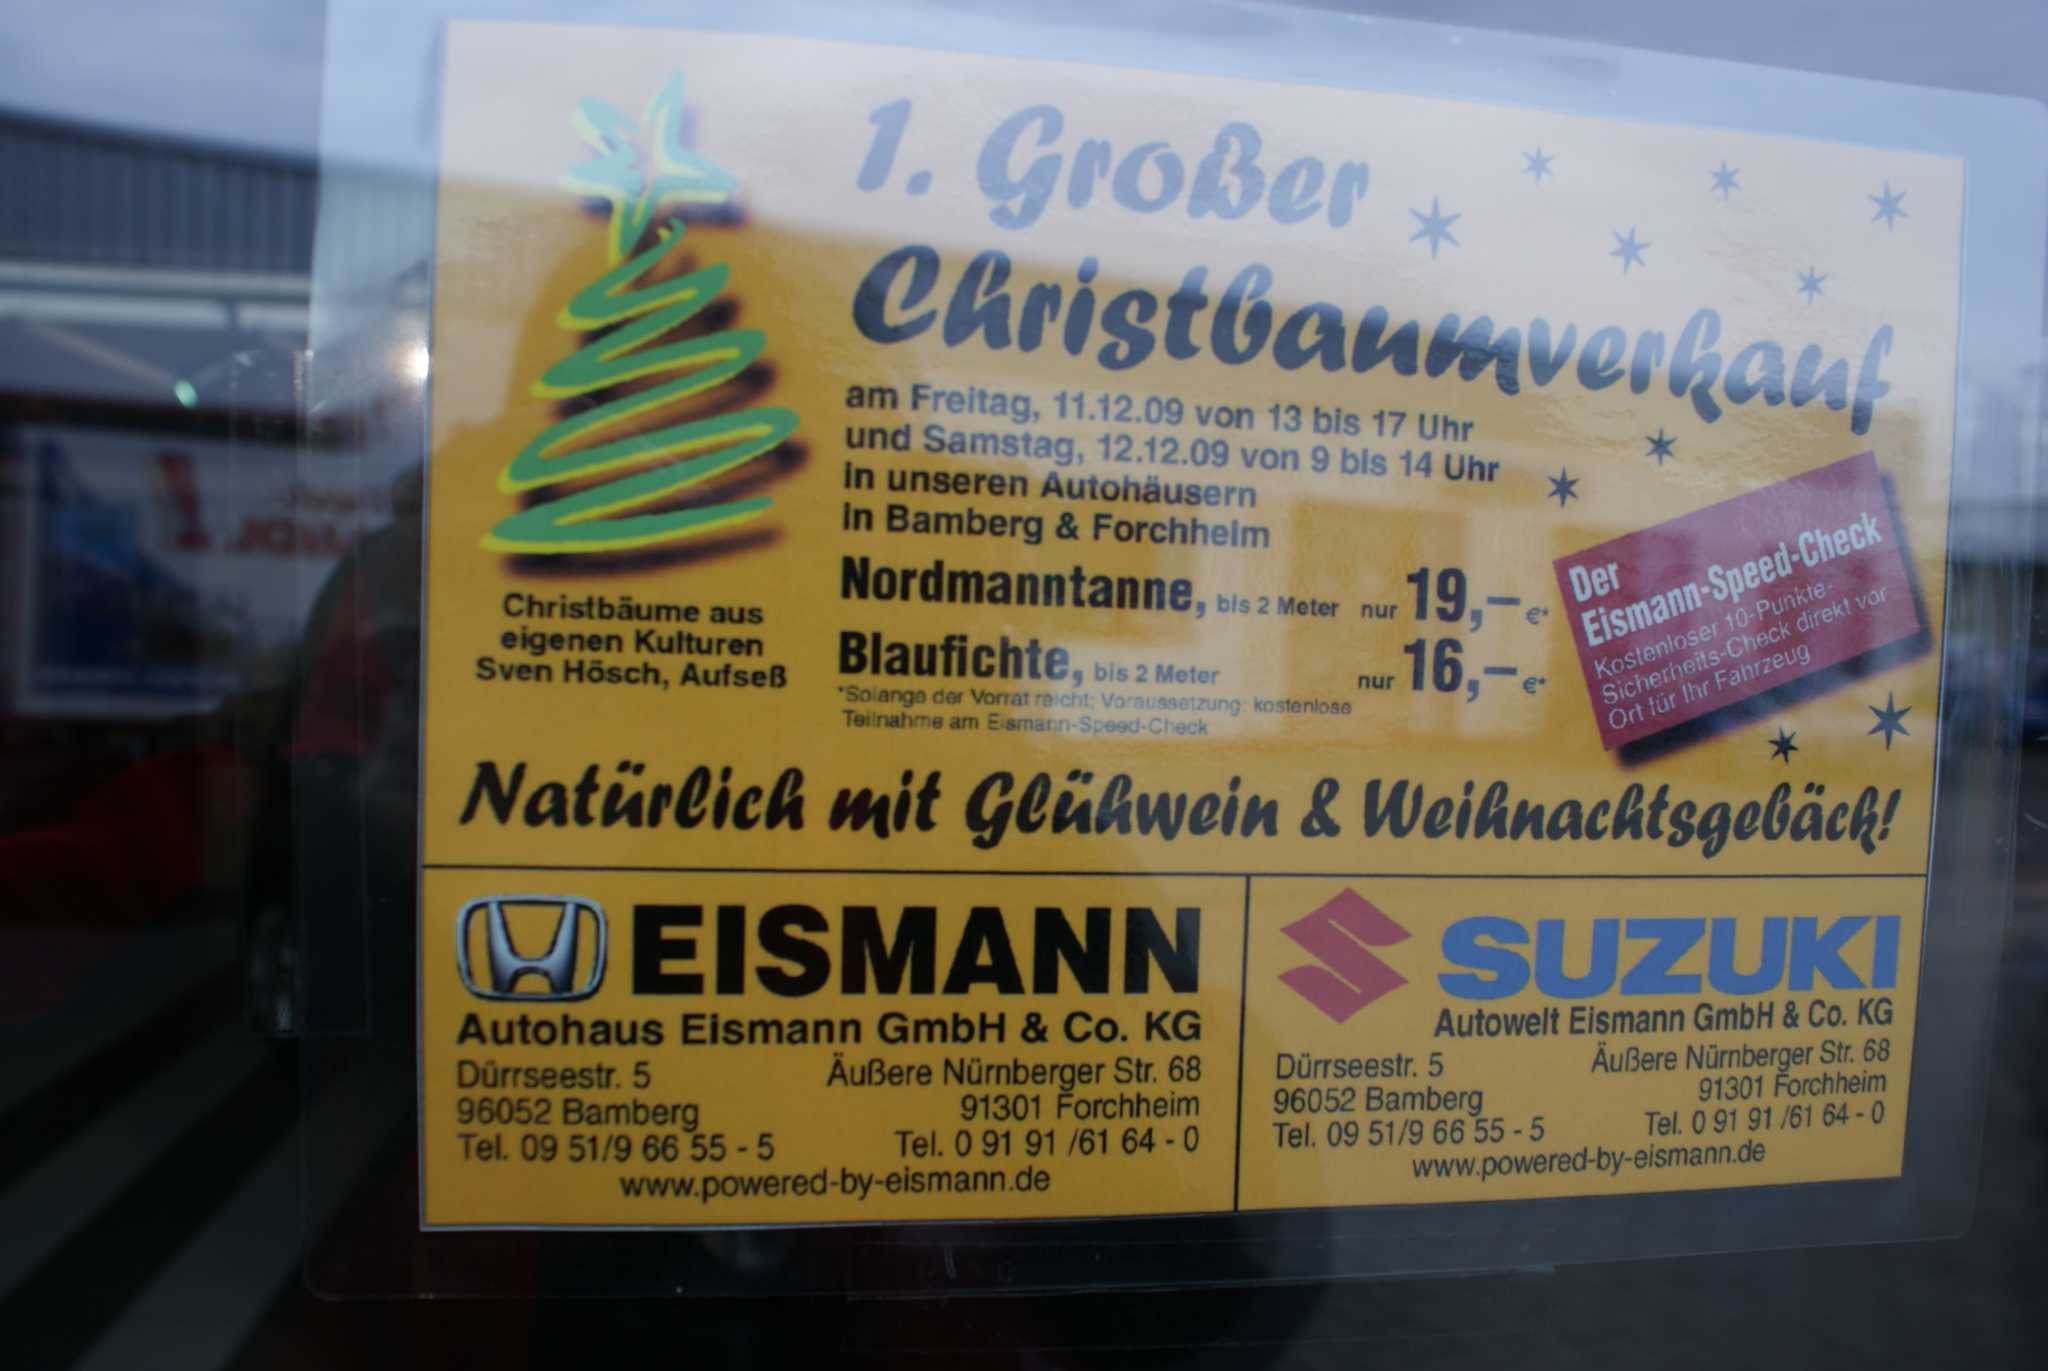 1. Großer
Christbaumverkauf
am Freitag, 11.12.09 von 13 bis 17 Uhr
und Samstag, 12.12.09 von 9 bis 14 Uhr
in unseren Autohäusern
in Bamberg & Forchheim
Nordmanntanne, bis 2 Meter nur 19,– €*
Blaufichte, bis 2 Meter nur 16,– €*
*Solange der Vorrat reicht; Voraussetzung: kostenlose
Teilnahme am Eismann-Speed-Check
Christbäume aus
eigenen Kulturen
Sven Hösch, Aufseß
Der
Eismann-Speed-Check
Kostenloser 10-Punkte-
Sicherheits-Check direkt vor
Ort für Ihr Fahrzeug
Natürlich mit Glühwein & Weihnachtsgebäck!
EISMANN
Autohaus Eismann GmbH & Co. KG
Dürrseestr. 5 Äußere Nürnberger Str. 68
96052 Bamberg 91301 Forchheim
Tel. 09 51/9 66 55 - 5 Tel. 0 91 91 /61 64 - 0
www.powered-by-eismann.de
SUZUKI
Autowelt Eismann GmbH & Co. KG
Dürrseestr. 5 Äußere Nürnberger Str. 68
96052 Bamberg 91301 Forchheim
Tel. 09 51/9 66 55 - 5 Tel. 0 91 91 /61 64 - 0
www.powered-by-eismann.de